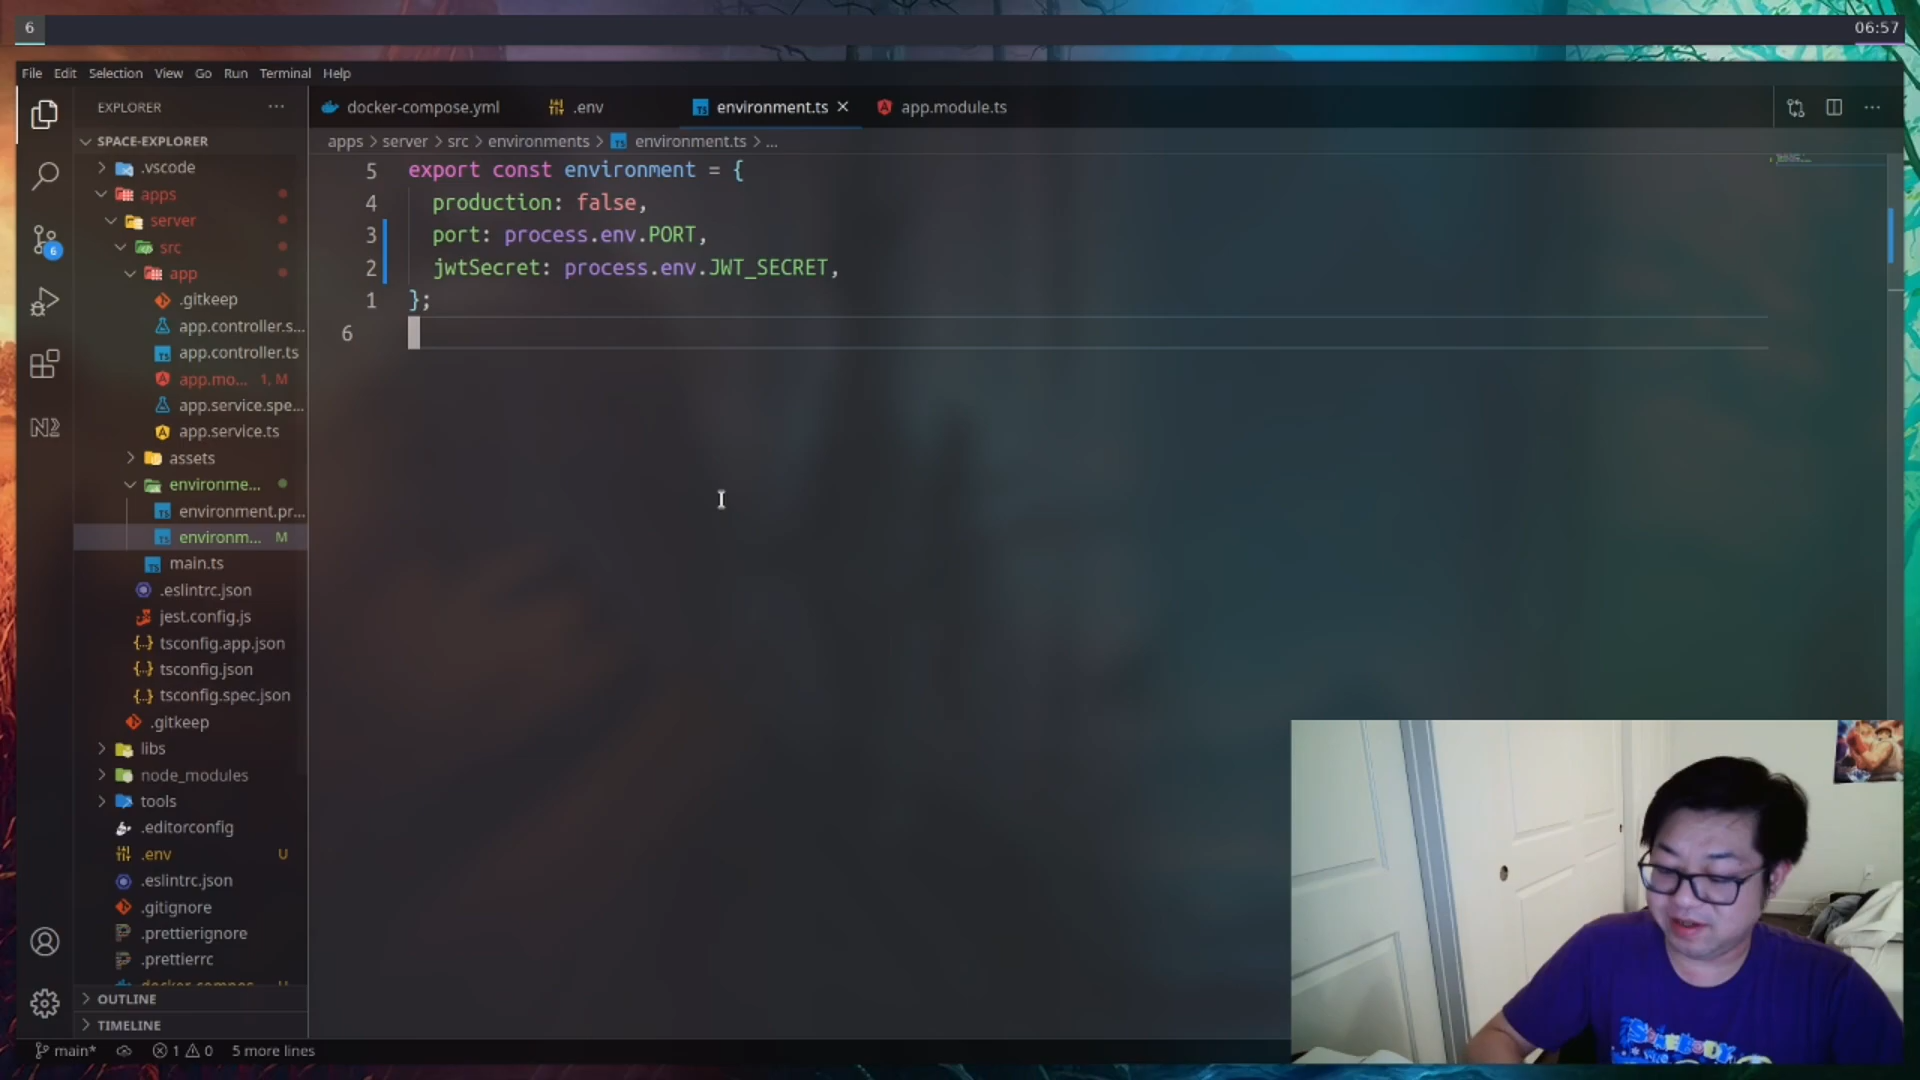 6
06:57
File Edit Selection View Go Run Terminal Help
EXPLORER ...
docker-compose.yml .env environment.ts app.module.ts
SPACE-EXPLORER
apps > server > src > environments > environment.ts > ...
.vscode
apps
server
src
app
.gitkeep
app.controller.s...
app.controller.ts
app.mo... 1, M
app.service.spe...
app.service.ts
assets
environme...
environment.pr...
environm... M
main.ts
.eslintrc.json
jest.config.js
tsconfig.app.json
tsconfig.json
tsconfig.spec.json
.gitkeep
libs
node_modules
tools
.editorconfig
.env U
.eslintrc.json
.gitignore
.prettierignore
.prettierrc
docker-compos... U
OUTLINE
TIMELINE
5 export const environment = {
4 production: false,
3 port: process.env.PORT,
2 jwtSecret: process.env.JWT_SECRET,
1 };
6
6
main* 1 0 5 more lines